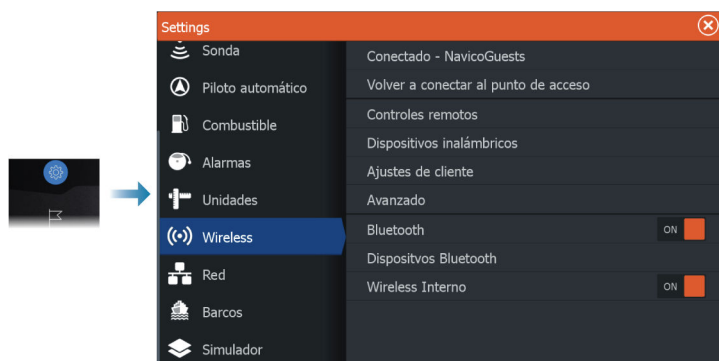 Settings
Sonda
Piloto automático
Combustible
Alarmas
Unidades
Wireless
Red
Barcos
Simulador
Conectado - NavicoGuests
Volver a conectar al punto de acceso
Controles remotos
Dispositivos inalámbricos
Ajustes de cliente
Avanzado
Bluetooth ON
Dispositvos Bluetooth
Wireless Interno ON